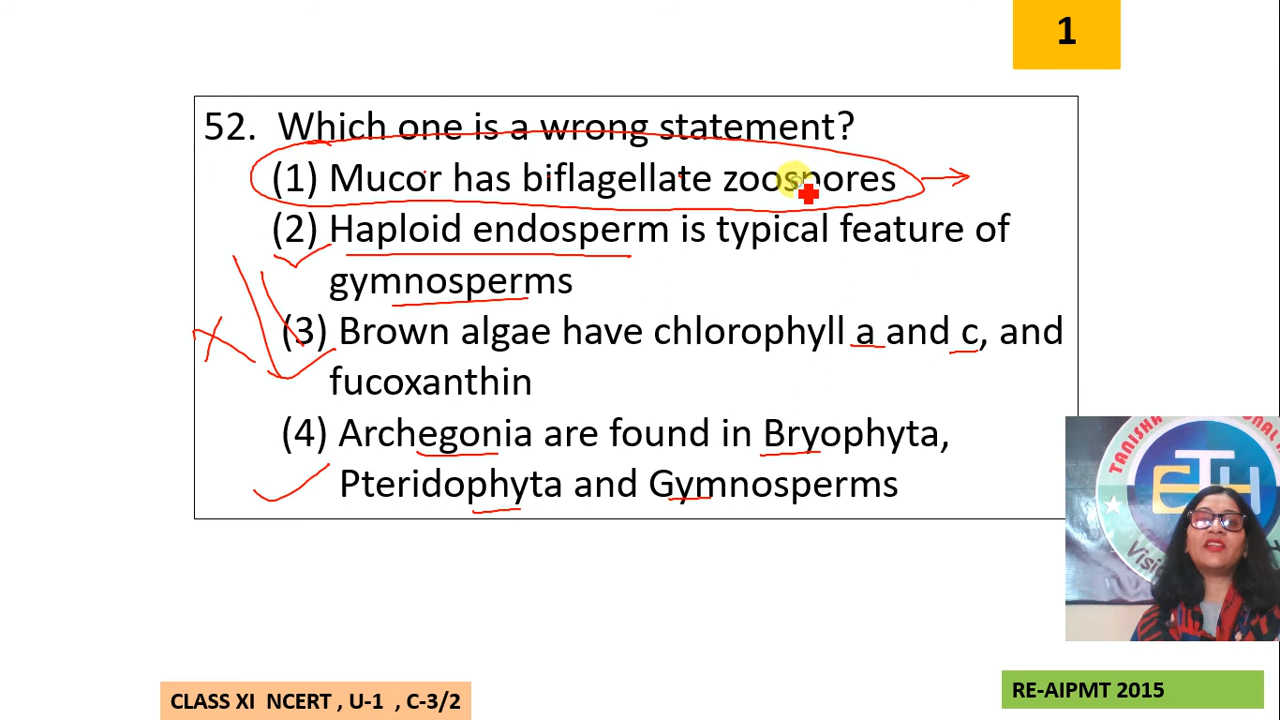 1
52. Which one is a wrong statement?
(1) Mucor has biflagellate zoospores
(2) Haploid endosperm is typical feature of
gymnosperms
(3) Brown algae have chlorophyll a and c, and
fucoxanthin
(4) Archegonia are found in Bryophyta,
Pteridophyta and Gymnosperms
CLASS XI NCERT , U-1 , C-3/2
RE-AIPMT 2015